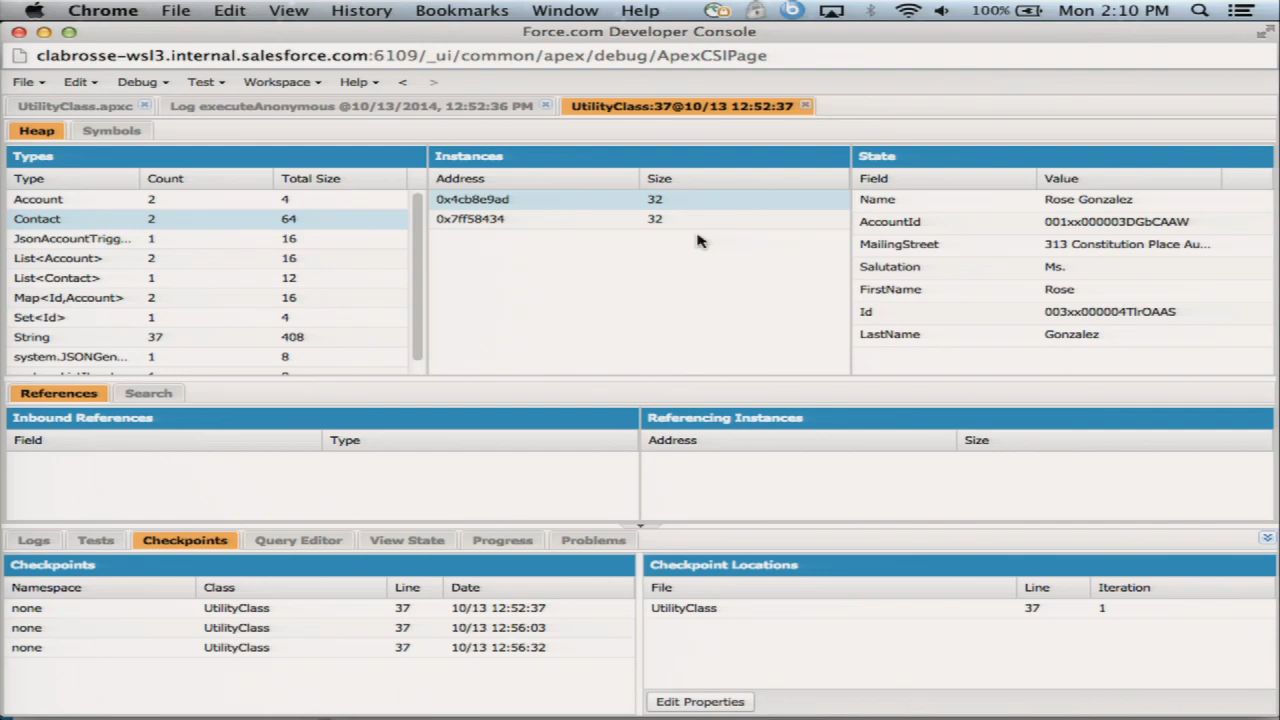 Chrome File Edit View History Bookmarks Window Help 100% Mon 2:10 PM
Force.com Developer Console
clabrosse-wsl3.internal.salesforce.com:6109/_ui/common/apex/debug/ApexCSIPage
File Edit Debug Test Workspace Help < >
UtilityClass.apxc Log executeAnonymous @10/13/2014, 12:52:36 PM UtilityClass:37@10/13 12:52:37
Heap Symbols
Types Instances State
Type Count Total Size Address Size Field Value
Account 2 4 0x4cb8e9ad 32 Name Rose Gonzalez
Contact 2 64 0x7ff58434 32 AccountId 001xx000003DGbCAAW
JsonAccountTrigg... 1 16 MailingStreet 313 Constitution Place Au...
List<Account> 2 16 Salutation Ms.
List<Contact> 1 12 FirstName Rose
Map<Id,Account> 2 16 Id 003xx000004TlrOAAS
Set<Id> 1 4 LastName Gonzalez
String 37 408
system.JSONGen... 1 8
References Search
Inbound References Referencing Instances
Field Type Address Size
Logs Tests Checkpoints Query Editor View State Progress Problems
Checkpoints Checkpoint Locations
Namespace Class Line Date File Line Iteration
none UtilityClass 37 10/13 12:52:37 UtilityClass 37 1
none UtilityClass 37 10/13 12:56:03
none UtilityClass 37 10/13 12:56:32
Edit Properties